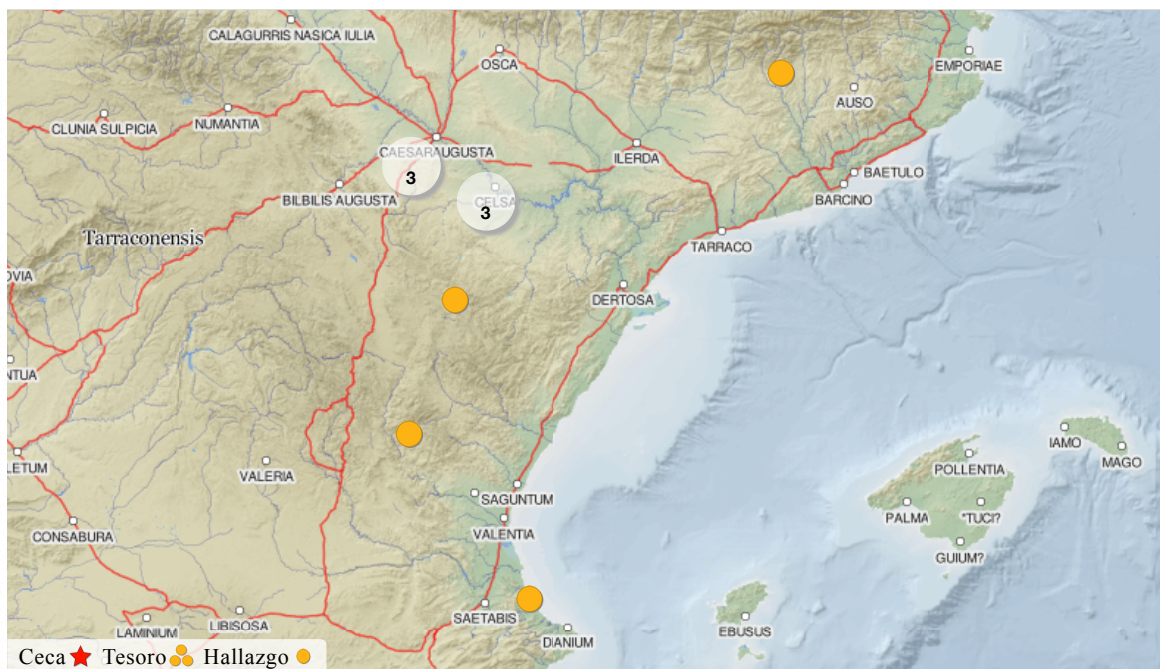 CALAGURRIS NASICA IULIA
EMPORIAE
OSCA
AUSO
CLUNIA SULPICIA
NUMANTIA
CAESARAUGUSTA
3
ILERDA
BAETULO
BILBILIS AUGUSTA
CELSA
3
BARCINO
Tarraconensis
TARRACO
OVIA
DERTOSA
NTUA
IAMO
MAGO
LETUM
VALERIA
POLLENTIA
SAGUNTUM
PALMA
"TUCI?
CONSABURA
VALENTIA
GUIUM?
SAETABIS
LAMINIUM
LIBISOSA
DIANIUM
EBUSUS
Ceca Tesoro Hallazgo